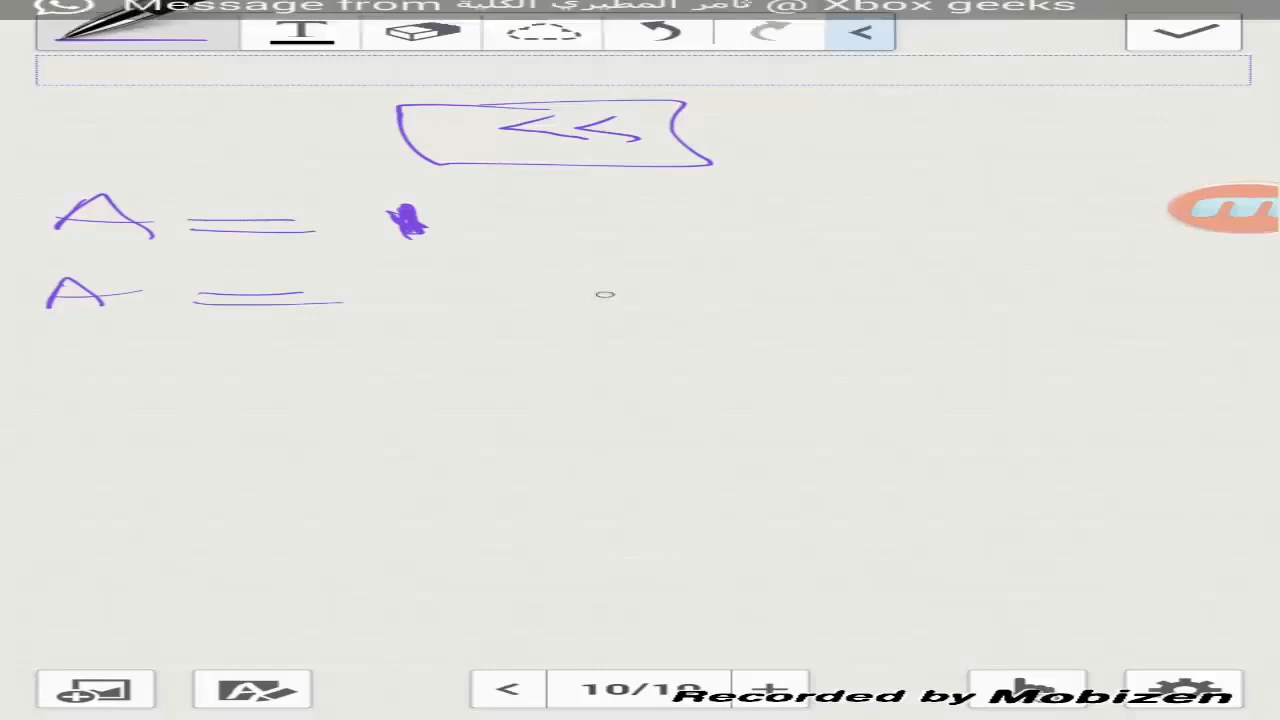 Message from ثامر المطيري الكلية @ Xbox geeks
T
<
<<
A =
A =
A
< 10/10 +
Recorded by Mobizen